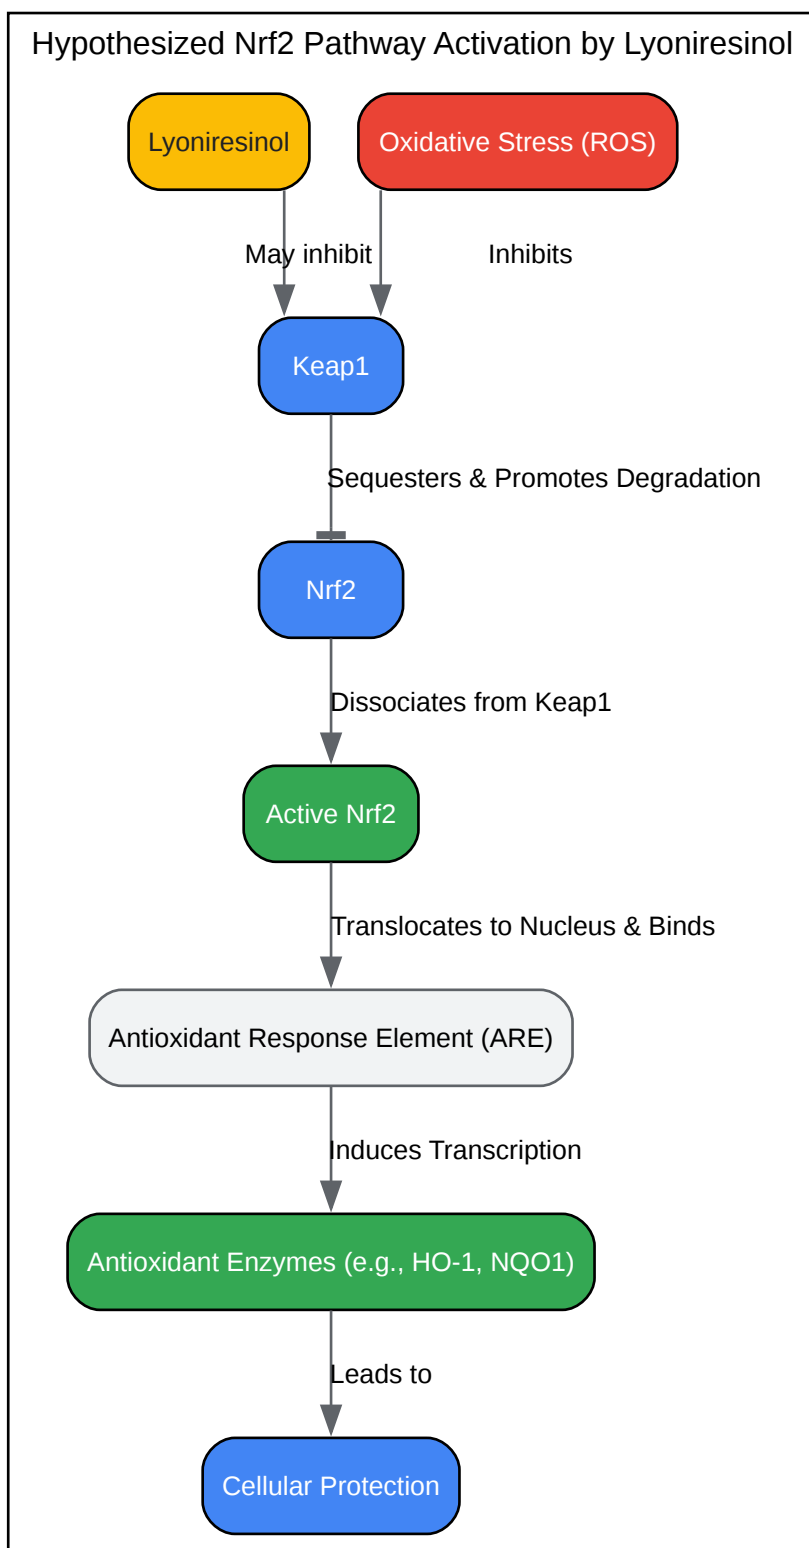 Hypothesized Nrf2 Pathway Activation by Lyoniresinol
Lyoniresinol
Oxidative Stress (ROS)
May inhibit
Inhibits
Keap1
Sequesters & Promotes Degradation
Nrf2
Dissociates from Keap1
Active Nrf2
Translocates to Nucleus & Binds
Antioxidant Response Element (ARE)
Induces Transcription
Antioxidant Enzymes (e.g., HO-1, NQO1)
Leads to
Cellular Protection